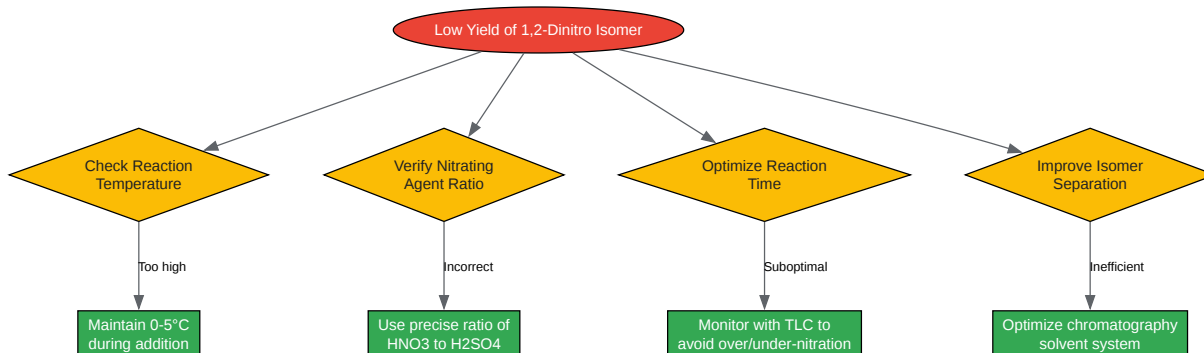 Low Yield of 1,2-Dinitro Isomer
Check Reaction
Temperature
Verify Nitrating
Agent Ratio
Optimize Reaction
Time
Improve Isomer
Separation
Too high
Incorrect
Suboptimal
Inefficient
Maintain 0-5°C
during addition
Use precise ratio of
HNO3 to H2SO4
Monitor with TLC to
avoid over/under-nitration
Optimize chromatography
solvent system